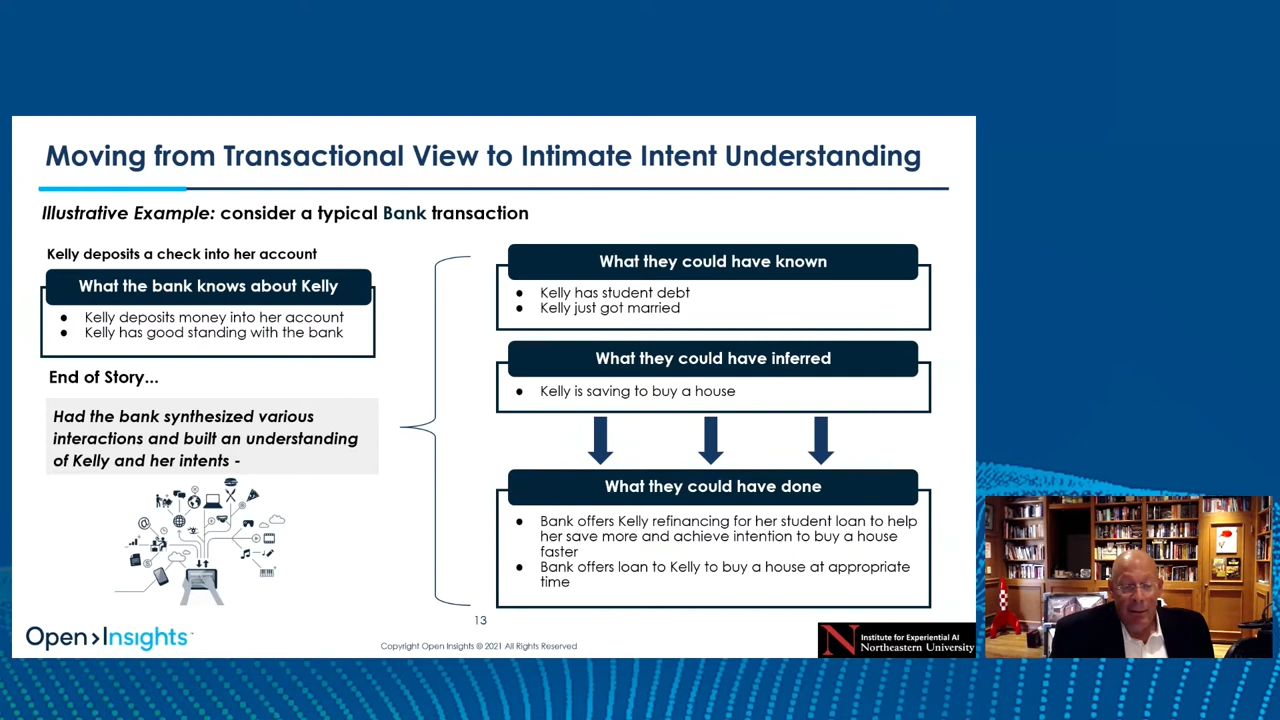 Moving from Transactional View to Intimate Intent Understanding
Illustrative Example: consider a typical Bank transaction
Kelly deposits a check into her account
What the bank knows about Kelly
● Kelly deposits money into her account
● Kelly has good standing with the bank
End of Story...
Had the bank synthesized various
interactions and built an understanding
of Kelly and her intents -
What they could have known
● Kelly has student debt
● Kelly just got married
What they could have inferred
● Kelly is saving to buy a house
What they could have done
● Bank offers Kelly refinancing for her student loan to help
her save more and achieve intention to buy a house
faster
● Bank offers loan to Kelly to buy a house at appropriate
time
13
Open>Insights
Copyright Open Insights © 2021 All Rights Reserved
N
Institute for Experiential AI
Northeastern University